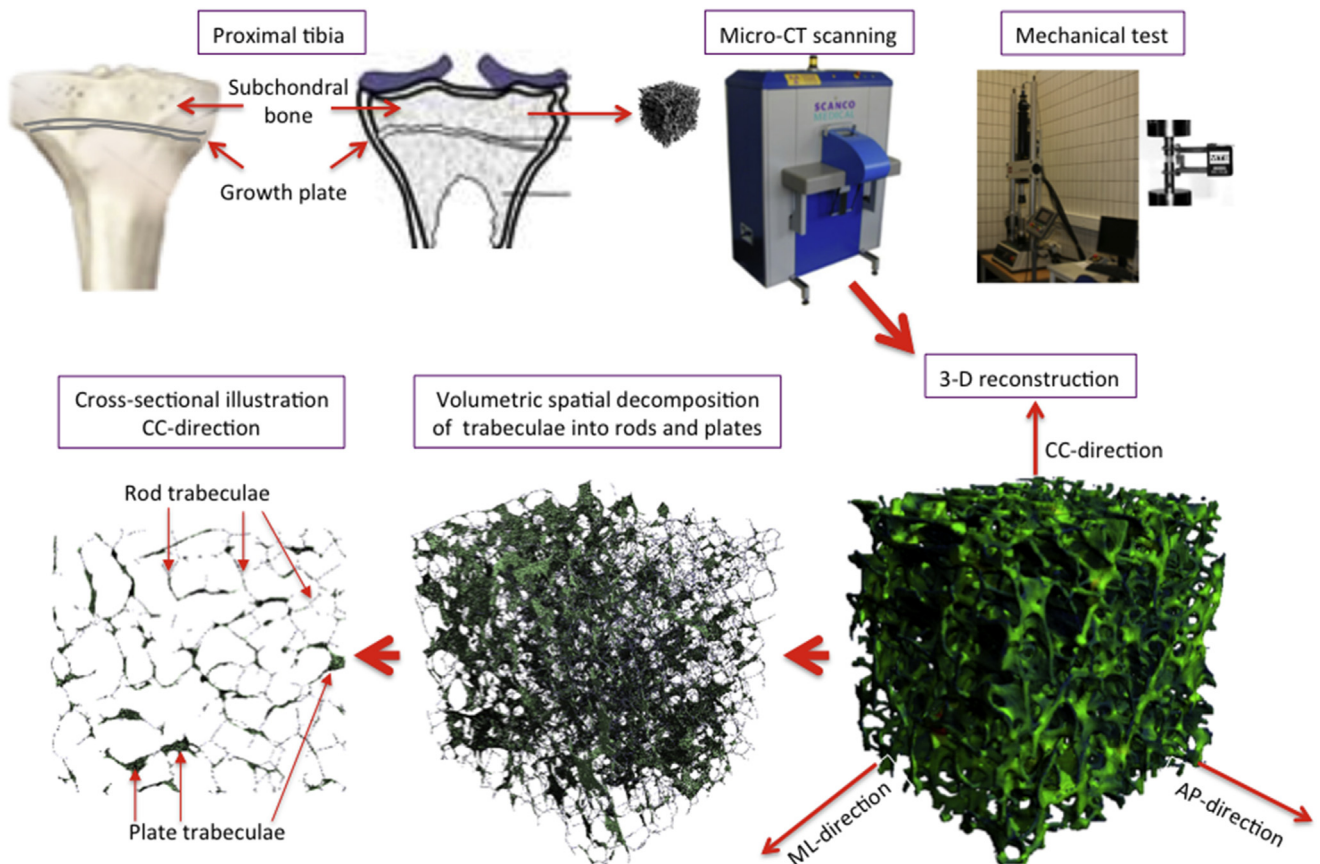 Proximal tibia
Micro-CT scanning
Mechanical test
Subchondral
bone
Growth plate
SCANCO
MEDICAL
MTS
3-D reconstruction
Cross-sectional illustration
CC-direction
Volumetric spatial decomposition
of trabeculae into rods and plates
CC-direction
Rod trabeculae
Plate trabeculae
ML-direction
AP-direction